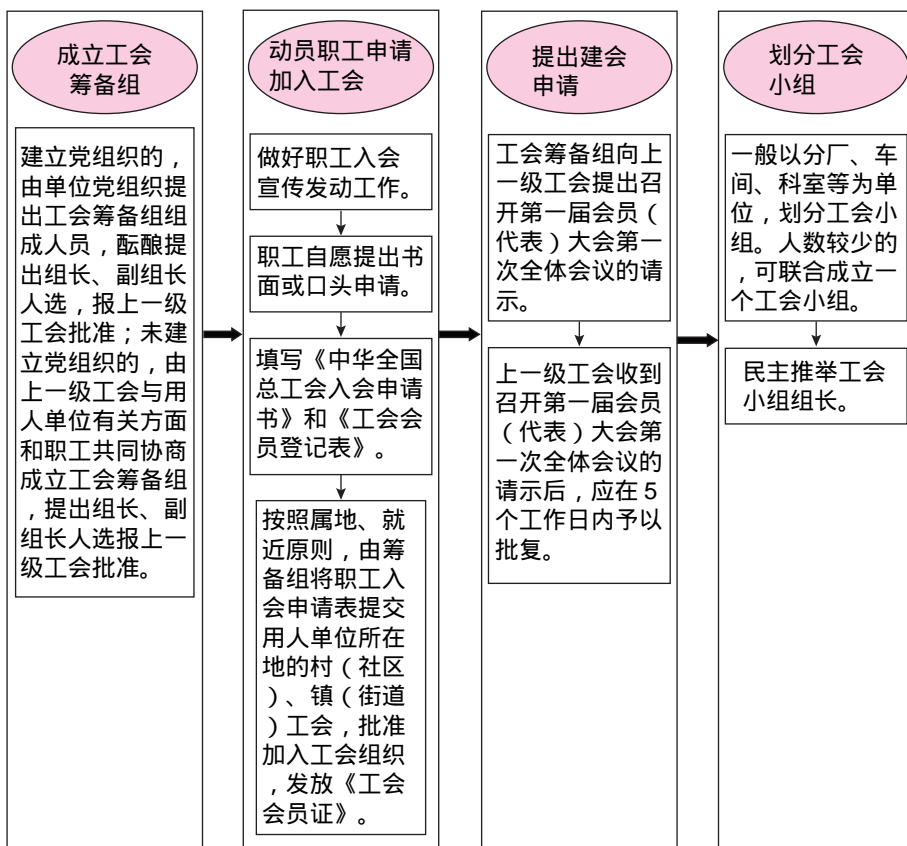 成立工会
筹备组
建立党组织的，
由单位党组织提
出工会筹备组组
成人员，酝酿提
出组长、副组长
人选，报上一级
工会批准；未建
立党组织的，由
上一级工会与用
人单位有关方面
和职工共同协商
成立工会筹备组
，提出组长、副
组长人选报上一
级工会批准。
动员职工申请
加入工会
做好职工入会
宣传发动工作。
职工自愿提出书
面或口头申请。
填写《中华全国
总工会入会申请
书》和《工会会
员登记表》。
按照属地、就
近原则，由筹
备组将职工入
会申请表提交
用人单位所在
地的村（社区
）、镇（街道
）工会，批准
加入工会组织
，发放《工会
会员证》。
提出建会
申请
工会筹备组向上
一级工会提出召
开第一届会员（
代表）大会第一
次全体会议的请
示。
上一级工会收到
召开第一届会员
（代表）大会第
一次全体会议的
请示后，应在5
个工作日内予以
批复。
划分工会
小组
一般以分厂、车
间、科室等为单
位，划分工会小
组。人数较少的
，可联合成立一
个工会小组。
民主推举工会
小组组长。